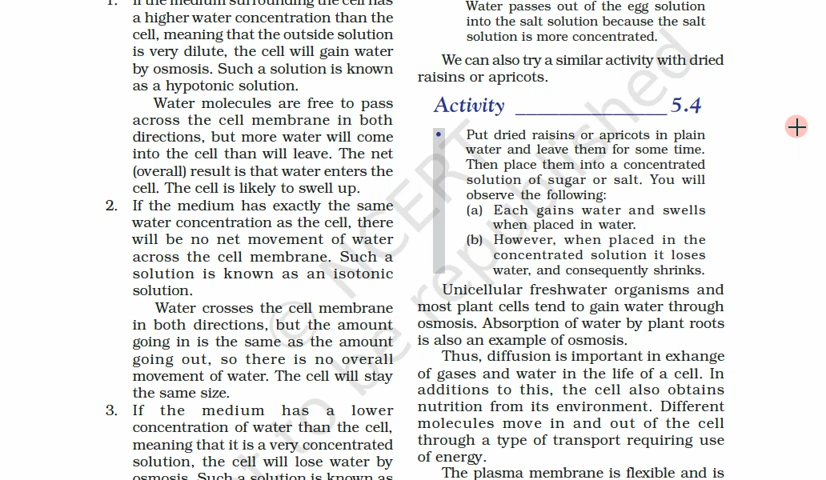 1. If the medium surrounding the cell has
a higher water concentration than the
cell, meaning that the outside solution
is very dilute, the cell will gain water
by osmosis. Such a solution is known
as a hypotonic solution.
Water molecules are free to pass
across the cell membrane in both
directions, but more water will come
into the cell than will leave. The net
(overall) result is that water enters the
cell. The cell is likely to swell up.
2. If the medium has exactly the same
water concentration as the cell, there
will be no net movement of water
across the cell membrane. Such a
solution is known as an isotonic
solution.
Water crosses the cell membrane
in both directions, but the amount
going in is the same as the amount
going out, so there is no overall
movement of water. The cell will stay
the same size.
3. If the medium has a lower
concentration of water than the cell,
meaning that it is a very concentrated
solution, the cell will lose water by
osmosis. Such a solution is known as
Water passes out of the egg solution
into the salt solution because the salt
solution is more concentrated.
We can also try a similar activity with dried
raisins or apricots.
Activity ______________ 5.4
• Put dried raisins or apricots in plain
water and leave them for some time.
Then place them into a concentrated
solution of sugar or salt. You will
observe the following:
(a) Each gains water and swells
when placed in water.
(b) However, when placed in the
concentrated solution it loses
water, and consequently shrinks.
Unicellular freshwater organisms and
most plant cells tend to gain water through
osmosis. Absorption of water by plant roots
is also an example of osmosis.
Thus, diffusion is important in exhange
of gases and water in the life of a cell. In
additions to this, the cell also obtains
nutrition from its environment. Different
molecules move in and out of the cell
through a type of transport requiring use
of energy.
The plasma membrane is flexible and is
© NCERT
not to be republished